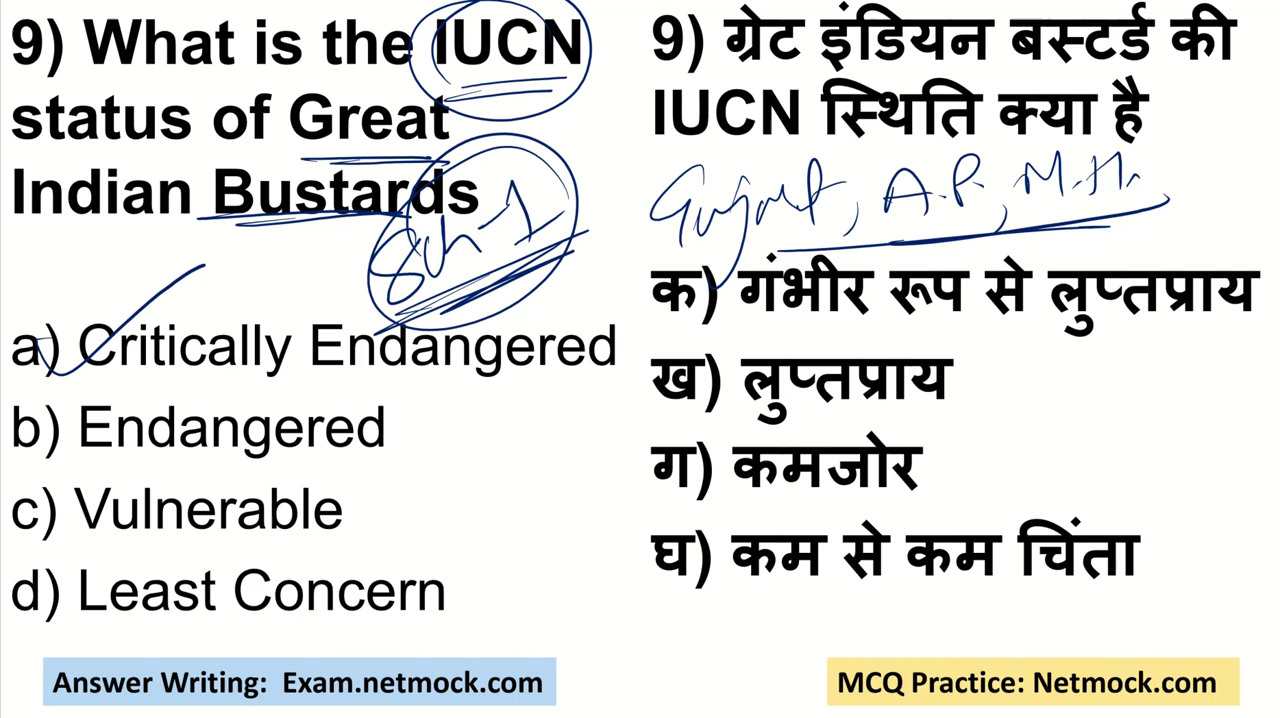 9) What is the IUCN
status of Great
Indian Bustards
Sch-1
a) Critically Endangered
b) Endangered
c) Vulnerable
d) Least Concern
9) ग्रेट इंडियन बस्टर्ड की
IUCN स्थिति क्या है
Gujarat, A.P, M.H.
क) गंभीर रूप से लुप्तप्राय
ख) लुप्तप्राय
ग) कमजोर
घ) कम से कम चिंता
Answer Writing: Exam.netmock.com
MCQ Practice: Netmock.com